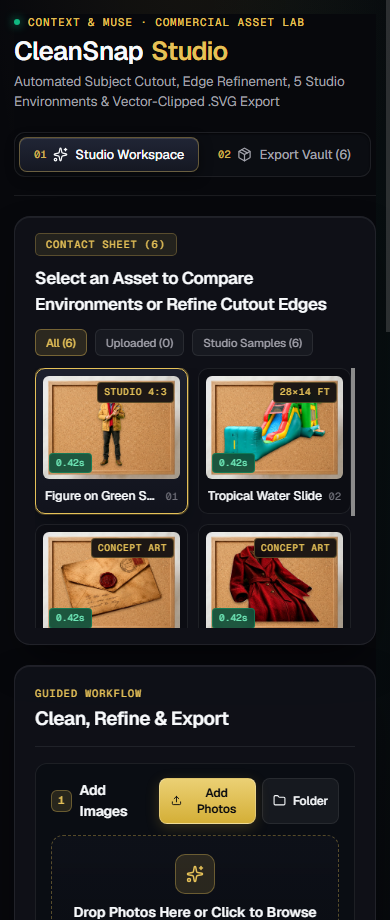 CONTEXT & MUSE · COMMERCIAL ASSET LAB
CleanSnap Studio
Automated Subject Cutout, Edge Refinement, 5 Studio
Environments & Vector-Clipped .SVG Export
01 Studio Workspace
02 Export Vault (6)
CONTACT SHEET (6)
Select an Asset to Compare
Environments or Refine Cutout Edges
All (6)
Uploaded (0)
Studio Samples (6)
STUDIO 4:3
0.42s
Figure on Green S... 01
28×14 FT
0.42s
Tropical Water Slide 02
CONCEPT ART
0.42s
CONCEPT ART
0.42s
GUIDED WORKFLOW
Clean, Refine & Export
1
Add
Images
Add
Photos
Folder
Drop Photos Here or Click to Browse